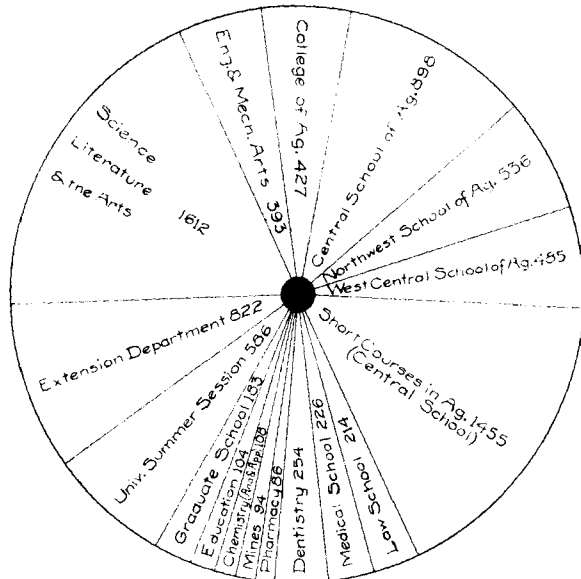 Science
Literature
& the Arts
1612
Eng. & Mech. Arts 393
College of Ag. 427
Central School of Ag. 898
Northwest School of Ag. 536
West Central School of Ag. 485
Short Courses in Ag. 1455
(Central School)
Law School 214
Medical School 226
Dentistry 254
Pharmacy 86
Mines 94
Chemistry (An. & App.) 108
Education 104
Graduate School 183
Univ. Summer Session 586
Extension Department 822